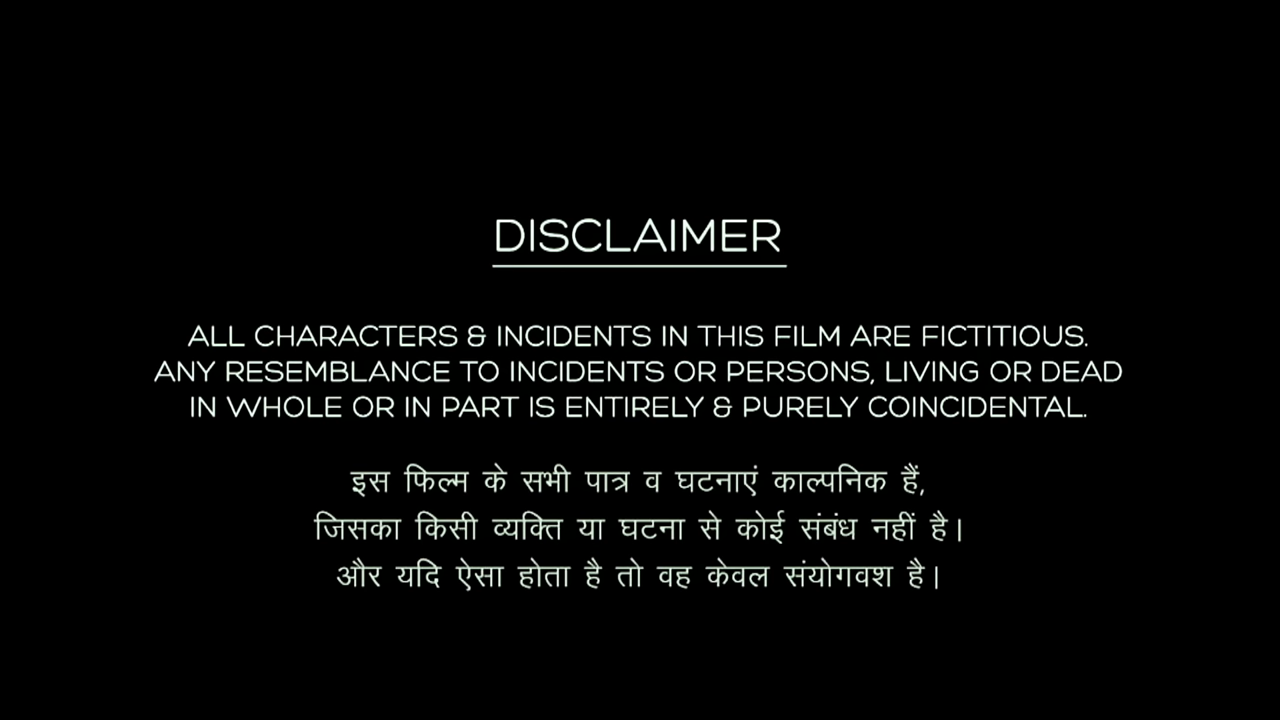 DISCLAIMER
ALL CHARACTERS & INCIDENTS IN THIS FILM ARE FICTITIOUS.
ANY RESEMBLANCE TO INCIDENTS OR PERSONS, LIVING OR DEAD
IN WHOLE OR IN PART IS ENTIRELY & PURELY COINCIDENTAL.
इस फिल्म के सभी पात्र व घटनाएं काल्पनिक हैं,
जिसका किसी व्यक्ति या घटना से कोई संबंध नहीं है।
और यदि ऐसा होता है तो वह केवल संयोगवश है।